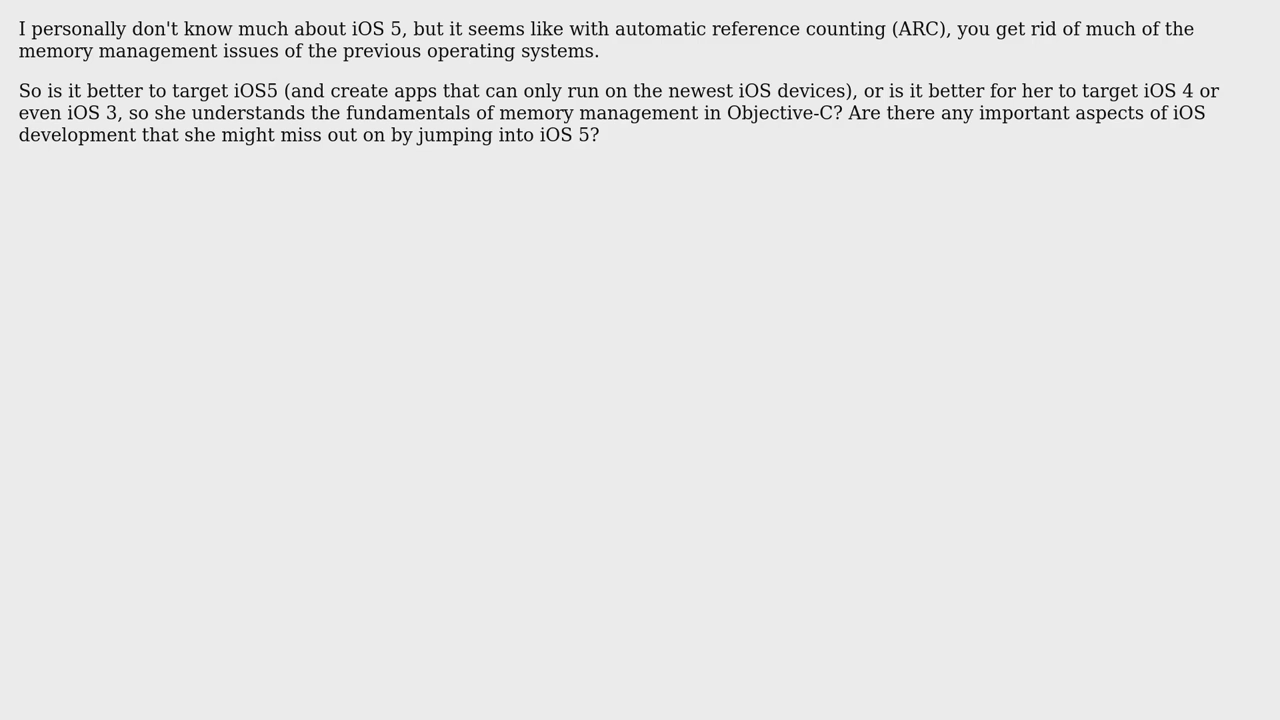 I personally don't know much about iOS 5, but it seems like with automatic reference counting (ARC), you get rid of much of the
memory management issues of the previous operating systems.
So is it better to target iOS5 (and create apps that can only run on the newest iOS devices), or is it better for her to target iOS 4 or
even iOS 3, so she understands the fundamentals of memory management in Objective-C? Are there any important aspects of iOS
development that she might miss out on by jumping into iOS 5?